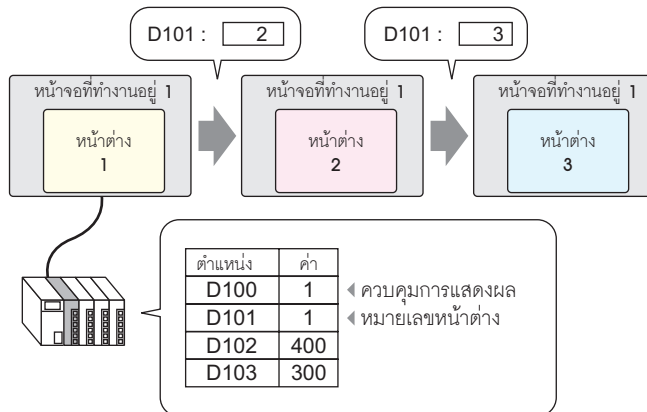 D101 : 2
D101 : 3
หน้าจอที่ทำงานอยู่ 1
หน้าต่าง
1
หน้าจอที่ทำงานอยู่ 1
หน้าต่าง
2
หน้าจอที่ทำงานอยู่ 1
หน้าต่าง
3
ตำแหน่ง ค่า
D100 1 ควบคุมการแสดงผล
D101 1 หมายเลขหน้าต่าง
D102 400
D103 300